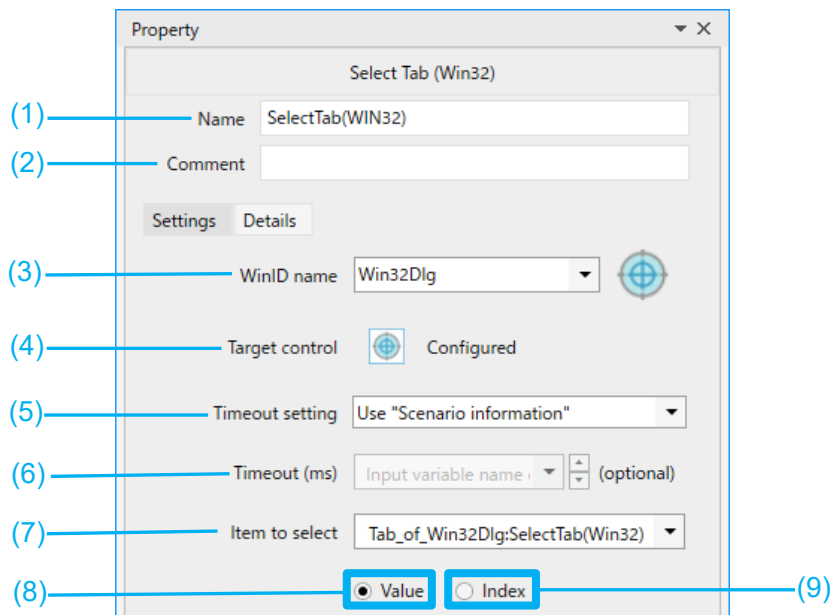 Property
Select Tab (Win32)
(1) Name SelectTab(WIN32)
(2) Comment
Settings Details
(3) WinID name Win32Dlg
(4) Target control Configured
(5) Timeout setting Use "Scenario information"
(6) Timeout (ms) Input variable name (optional)
(7) Item to select Tab_of_Win32Dlg:SelectTab(Win32)
(8) Value Index (9)